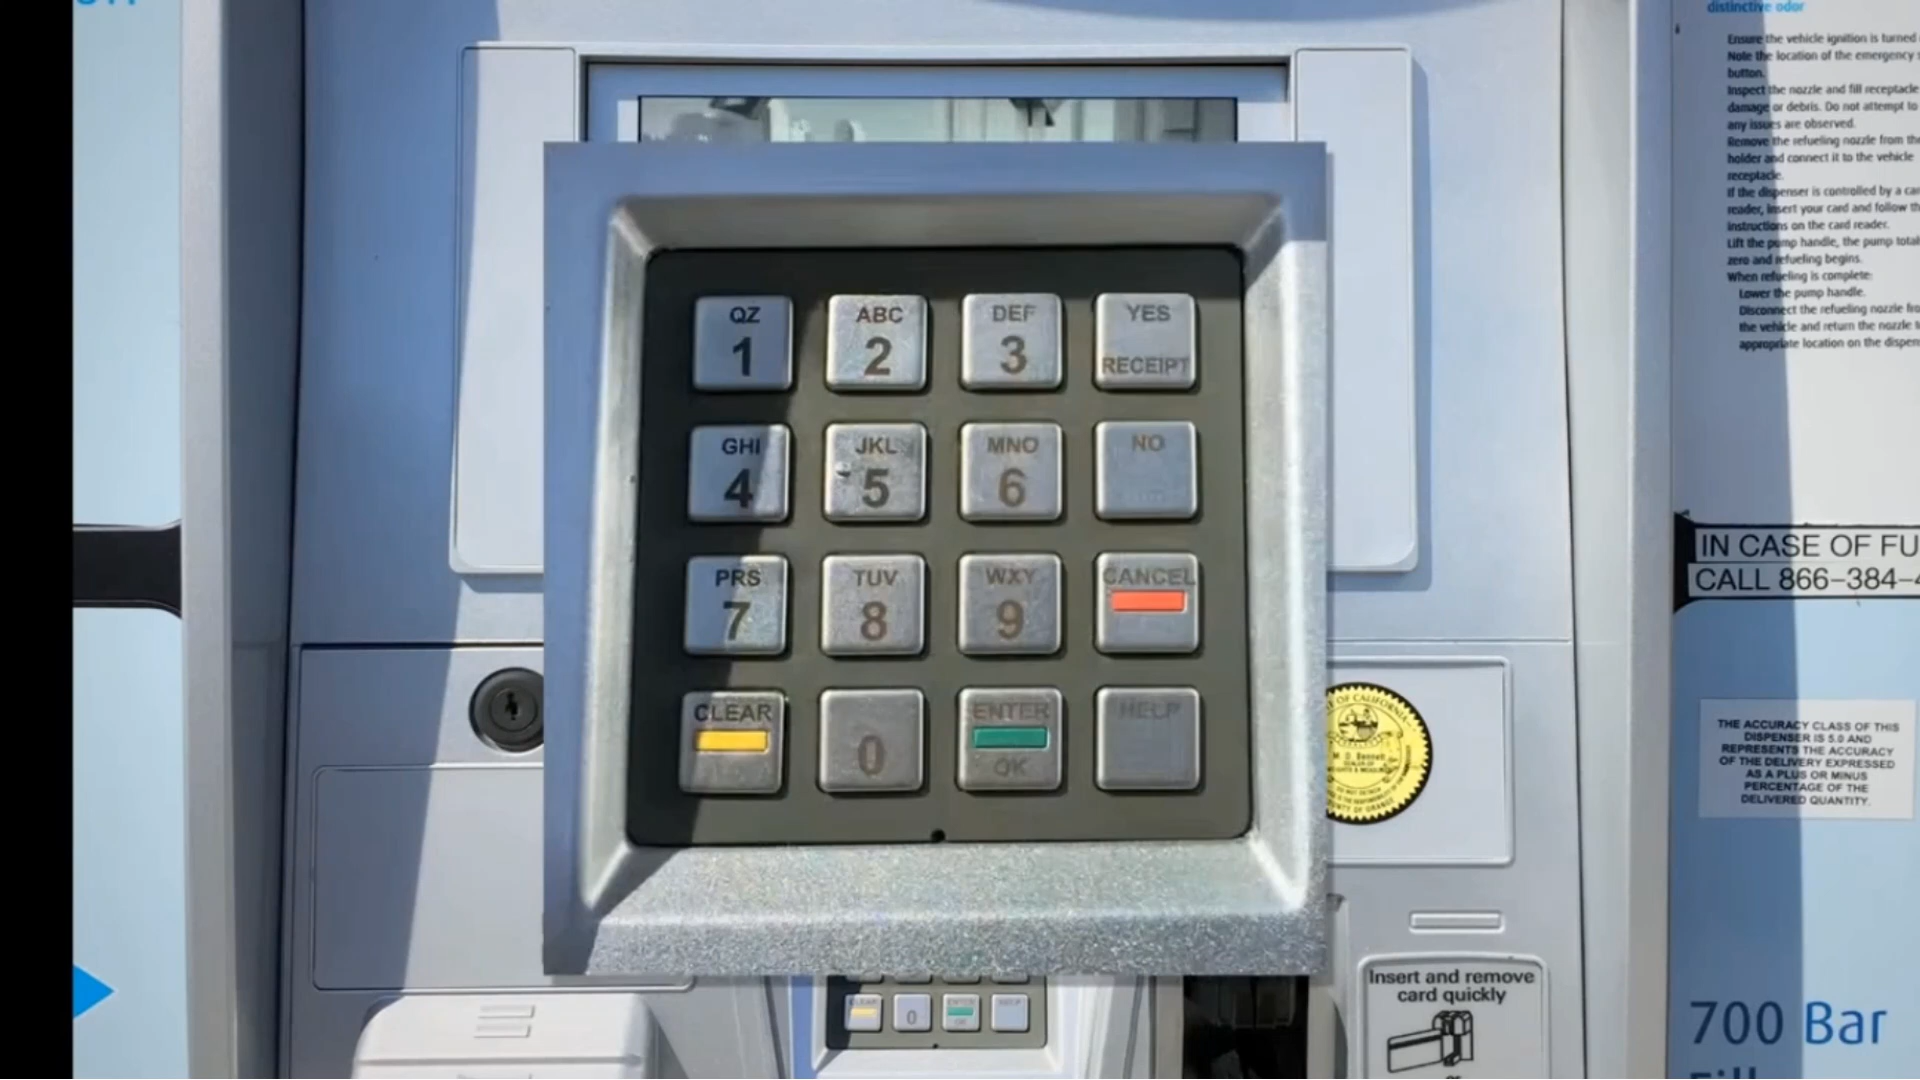 distinctive odor
Ensure the vehicle ignition is turned
Note the location of the emergency
button.
Inspect the nozzle and fill receptacle
damage or debris. Do not attempt to
any issues are observed.
Remove the refueling nozzle from the
holder and connect it to the vehicle
receptacle.
If the dispenser is controlled by a
reader, insert your card and follow
instructions on the card reader.
Lift the pump handle, the pump
zero and refueling begins.
When refueling is complete:
Lower the pump handle.
Disconnect the refueling nozzle
the vehicle and return the nozzle
appropriate location on the
QZ ABC DEF YES
1 2 3 RECEIPT
GHI JKL MNO NO
4 5 6
PRS TUV WXY CANCEL
7 8 9
CLEAR ENTER HELP
0 OK
IN CASE OF
CALL 866-384-
OF CALIFORNIA
THE ACCURACY CLASS OF THIS
DISPENSER IS 5.0 AND
REPRESENTS THE ACCURACY
OF THE DELIVERY EXPRESSED
AS A PLUS OR MINUS
PERCENTAGE OF THE
DELIVERED QUANTITY.
Insert and remove
card quickly
CLEAR 0 ENTER HELP
OK
700 Bar